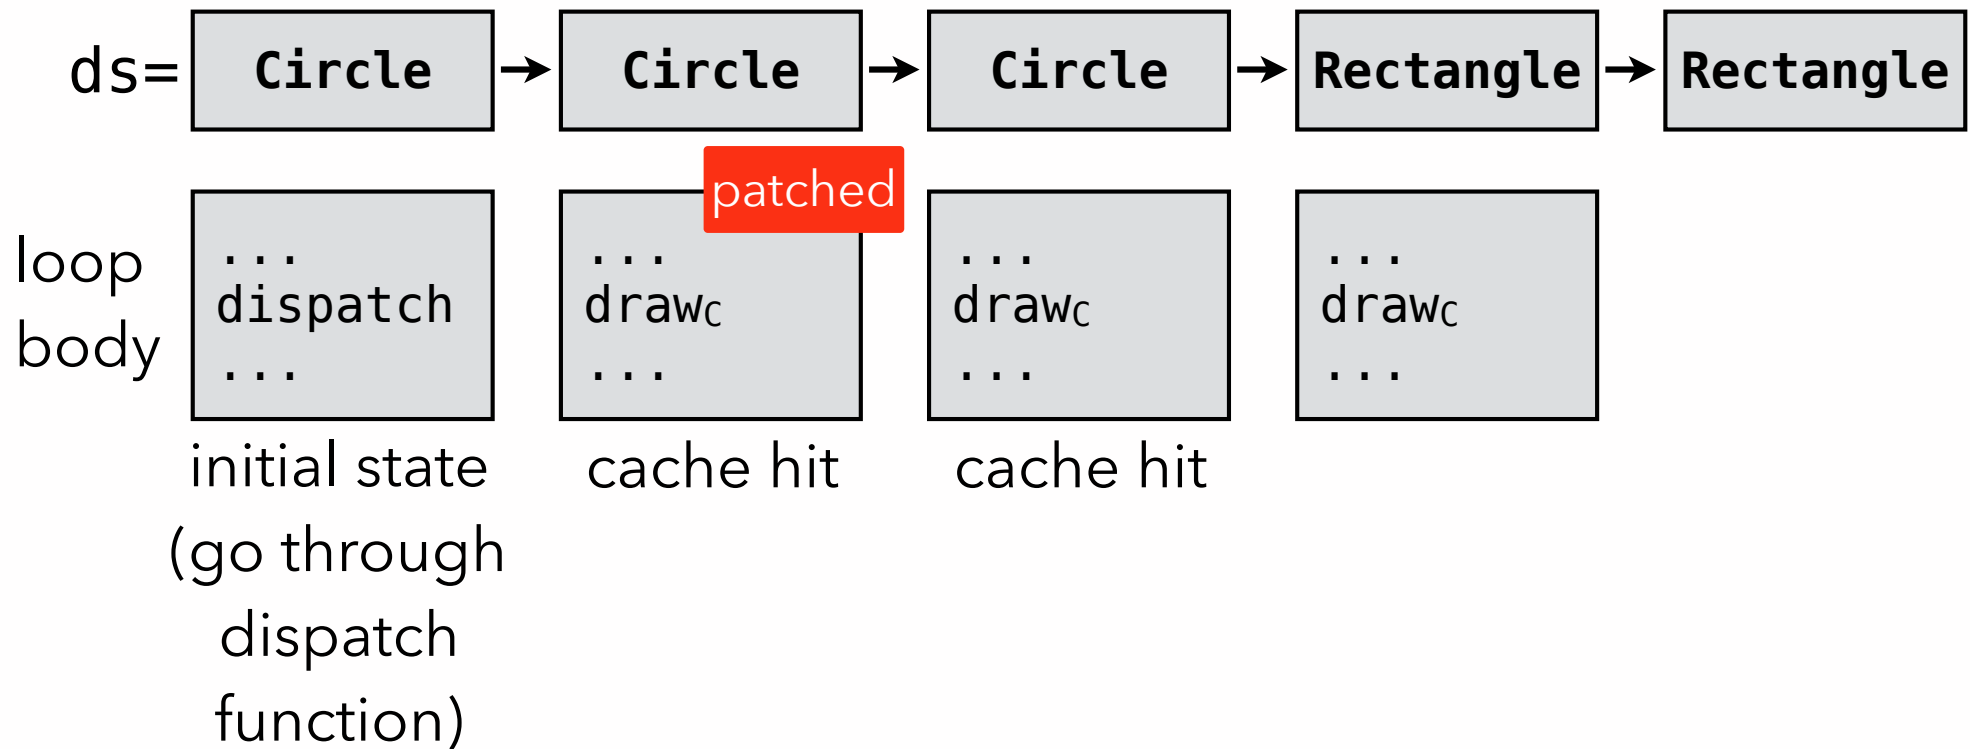 ds= Circle Circle Circle Rectangle Rectangle
patched
loop
body
...
dispatch
...
...
drawC
...
...
drawC
...
...
drawC
...
initial state
(go through
dispatch
function)
cache hit
cache hit